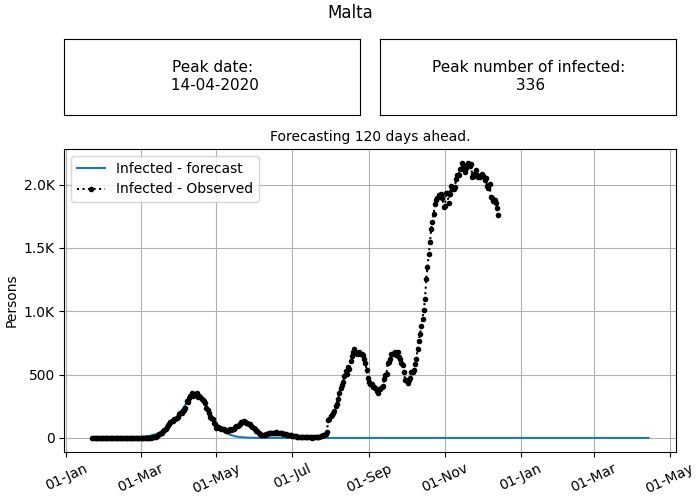 Malta
Peak date:
14-04-2020
Peak number of infected:
336
Forecasting 120 days ahead.
Infected - forecast
Infected - Observed
Persons
2.0K
1.5K
1.0K
500
0
01-Jan
01-Mar
01-May
01-Jul
01-Sep
01-Nov
01-Jan
01-Mar
01-May